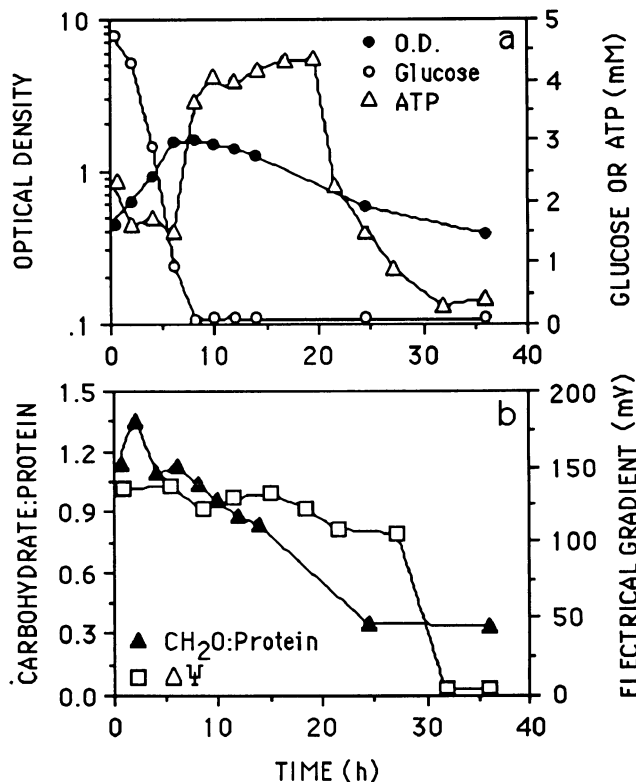 a
O.D.
Glucose
ATP
OPTICAL DENSITY
10
1
.1
GLUCOSE OR ATP (mM)
5
4
3
2
1
0
0 10 20 30 40
b
CH2O:Protein
ΔΨ
CARBOHYDRATE:PROTEIN
1.5
1.2
0.9
0.6
0.3
0.0
ELECTRICAL GRADIENT (mV)
200
150
100
50
0
0 10 20 30 40
TIME (h)